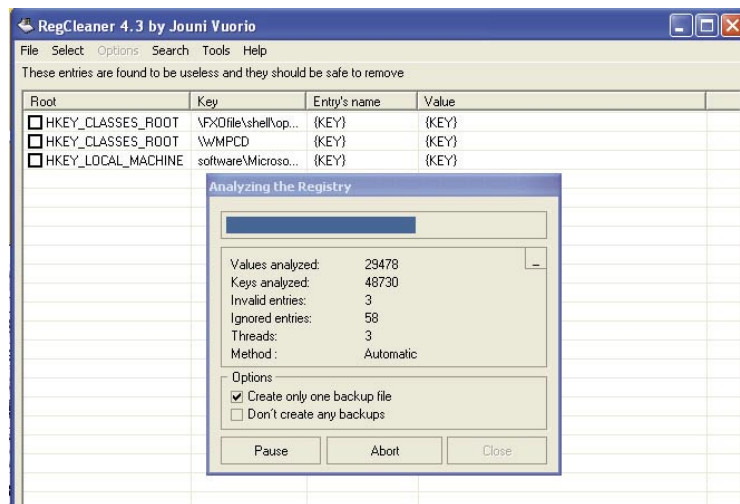 RegCleaner 4.3 by Jouni Vuorio
File Select Options Search Tools Help
These entries are found to be useless and they should be safe to remove
Root Key Entry's name Value
HKEY_CLASSES_ROOT \FXOfile\shell\op... {KEY} {KEY}
HKEY_CLASSES_ROOT \WMPCD {KEY} {KEY}
HKEY_LOCAL_MACHINE software\Microso... {KEY} {KEY}
Analyzing the Registry
Values analyzed: 29478
Keys analyzed: 48730
Invalid entries: 3
Ignored entries: 58
Threads: 3
Method : Automatic
Options
Create only one backup file
Don´t create any backups
Pause Abort Close